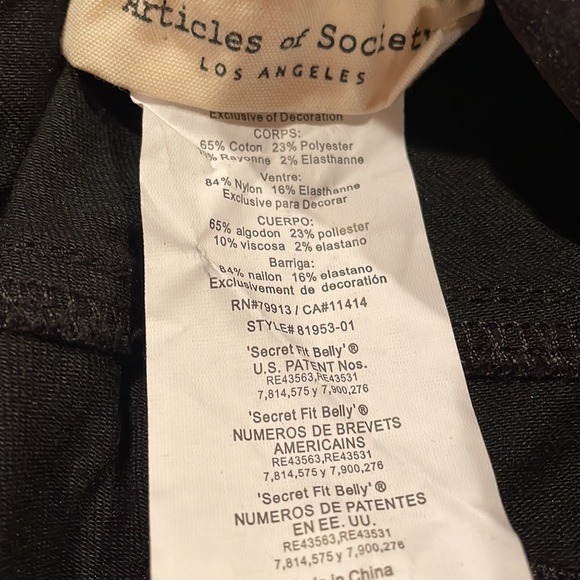 Articles of Society
LOS ANGELES
Exclusive of Decoration
CORPS:
65% Coton 23% Polyester
Rayonne 2% Elasthanne
Ventre:
84% Nylon 16% Elasthanne
Exclusive para Decorar
CUERPO:
65% algodon 23% poliester
10% viscosa 2% elastano
Barriga:
84% nailon 16% elastano
Exclusivement de decoratión
RN#79913 / CA#11414
STYLE# 81953-01
'Secret Fit Belly'®
U.S. PATENT Nos.
RE43563,RE43531
7,814,575 y 7,900,276
'Secret Fit Belly'®
NUMEROS DE BREVETS
AMERICAINS
RE43563,RE43531
7,814,575 y 7,900,276
'Secret Fit Belly'®
NUMEROS DE PATENTES
EN EE. UU.
RE43563,RE43531
7,814,575 y 7,900,276
in China